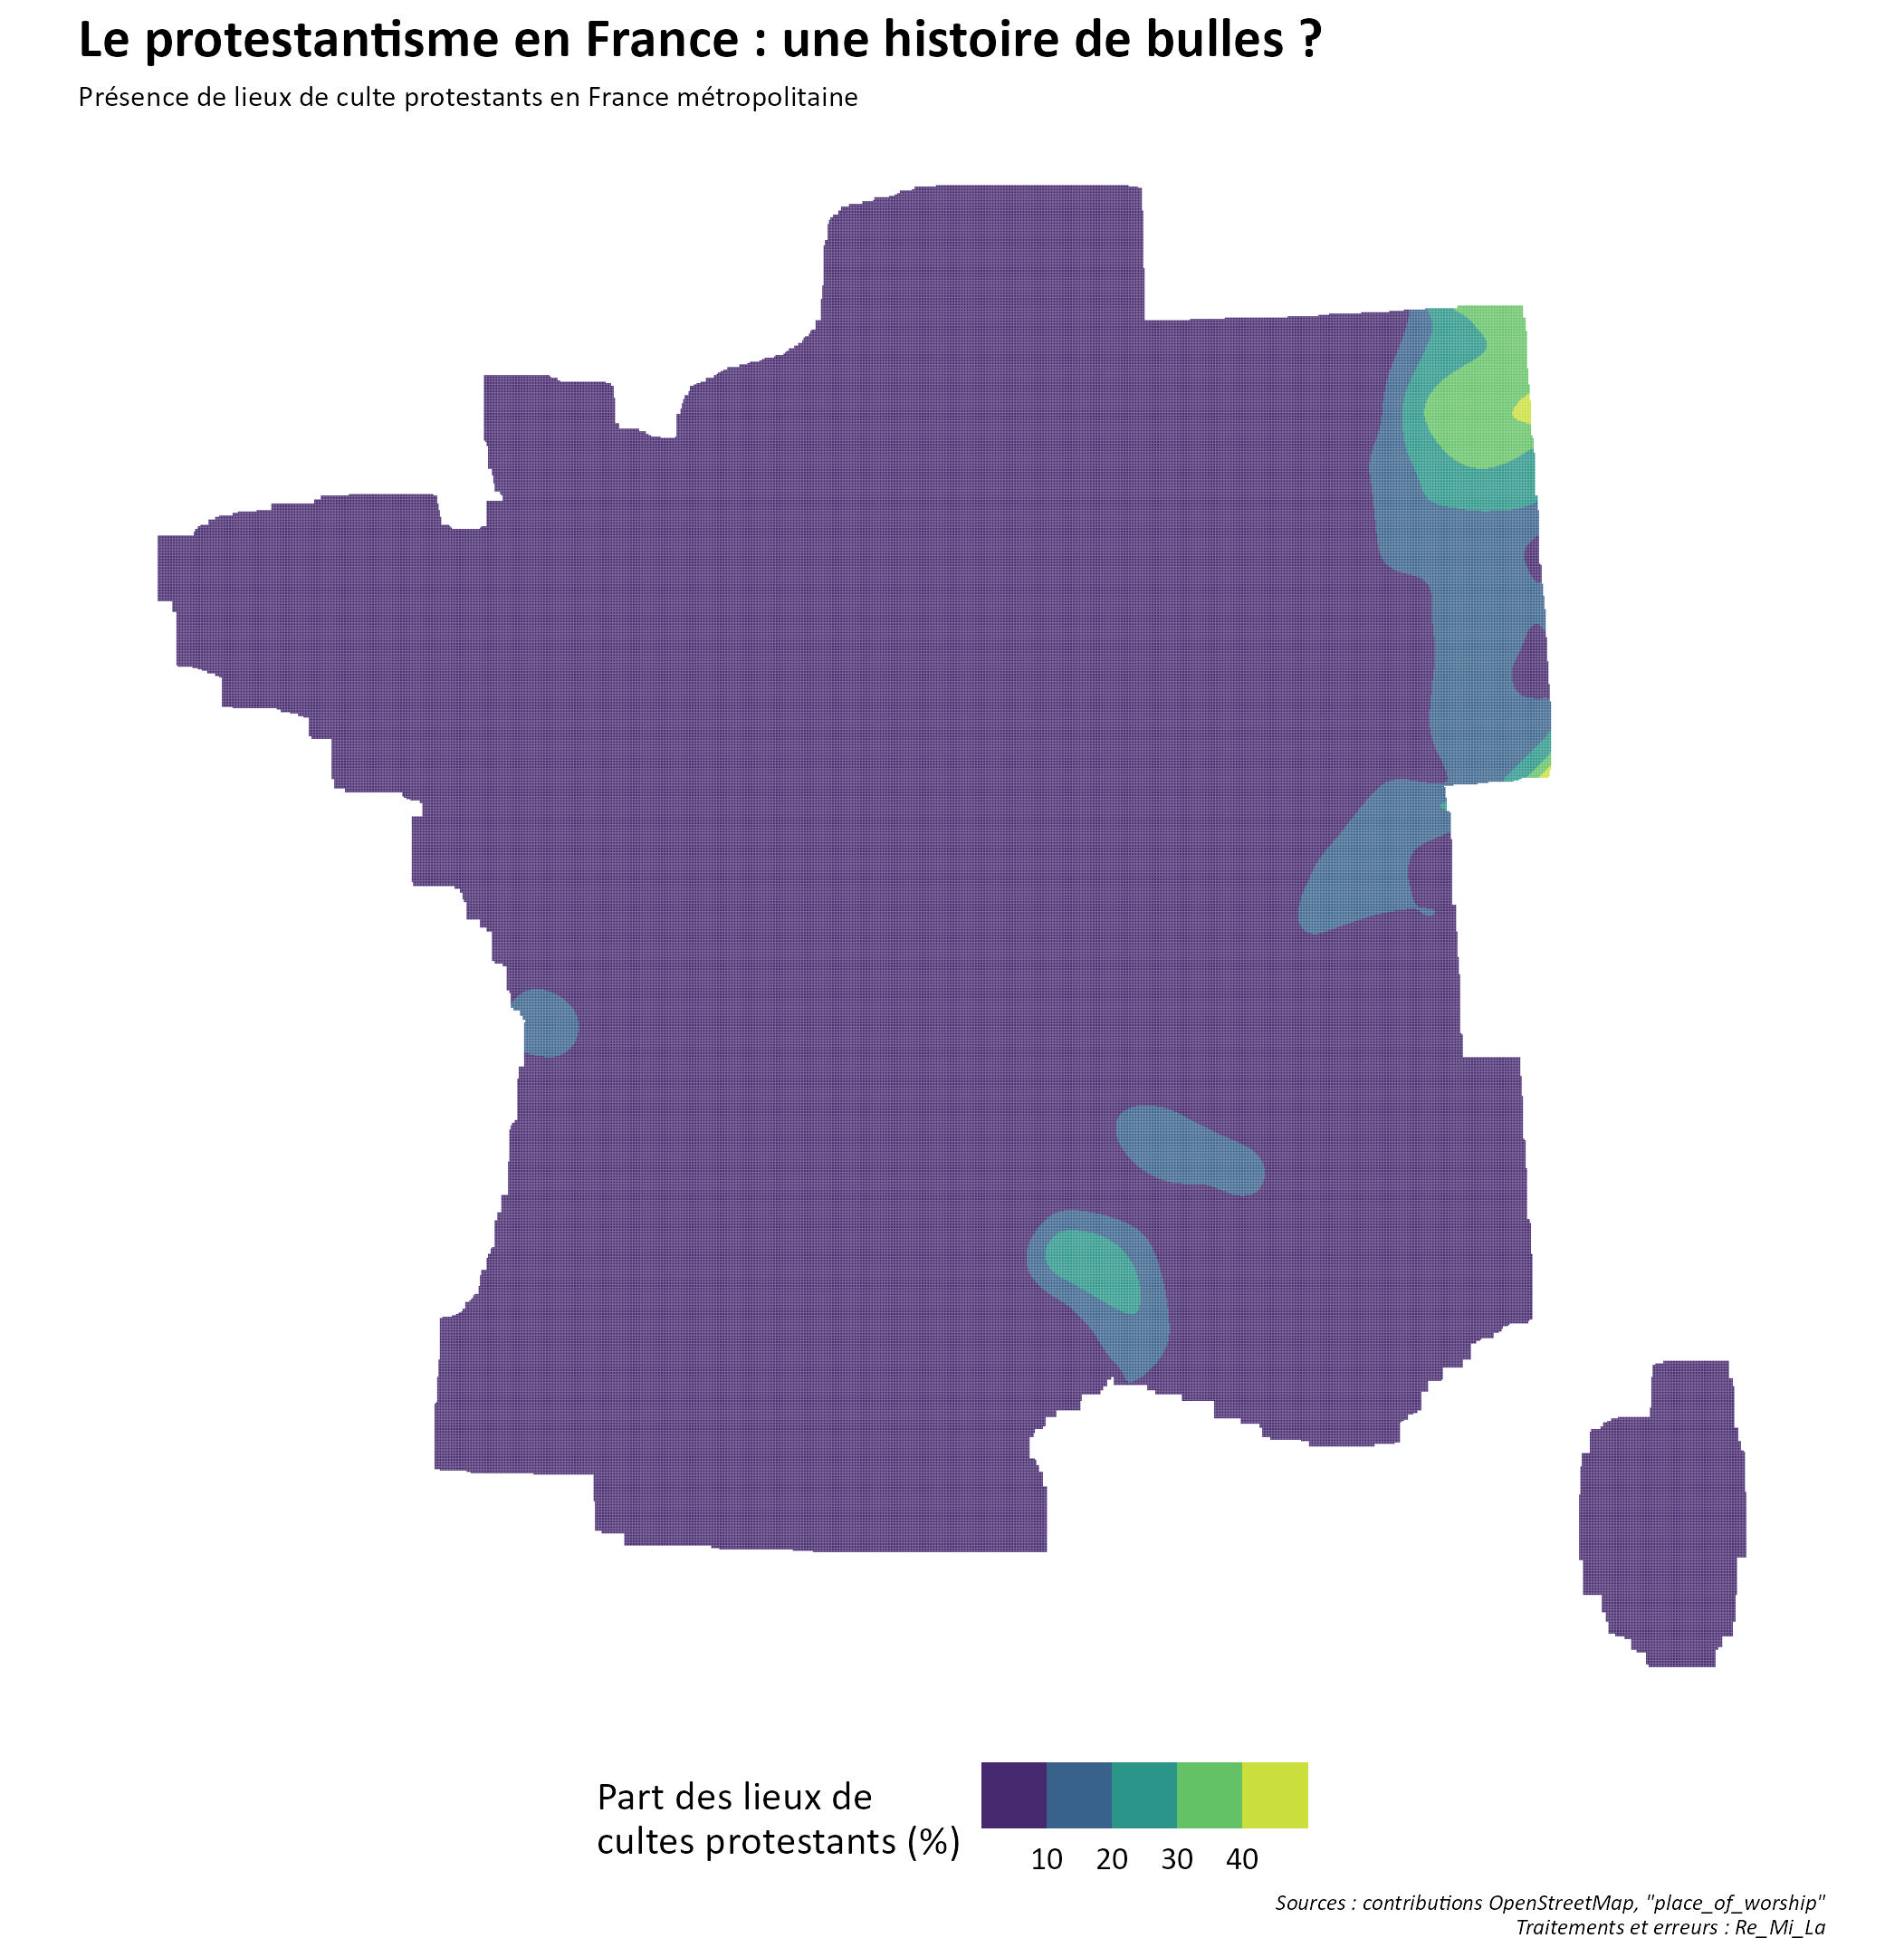 Le protestantisme en France : une histoire de bulles ?
Présence de lieux de culte protestants en France métropolitaine
Part des lieux de
cultes protestants (%)
10 20 30 40
Sources : contributions OpenStreetMap, "place_of_worship"
Traitements et erreurs : Re_Mi_La